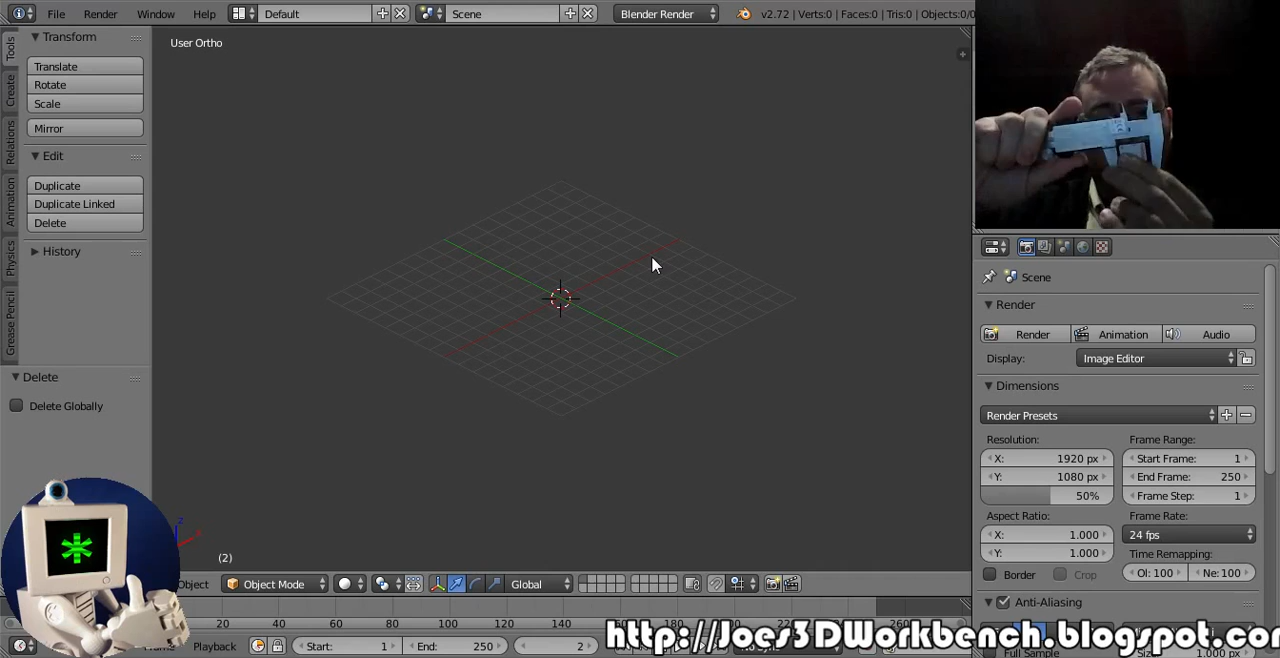 File Render Window Help Default Scene Blender Render v2.72 | Verts:0 | Faces:0 | Tris:0 | Objects:0/0
Tools
Create
Relations
Animation
Physics
Grease Pencil
Transform
Translate
Rotate
Scale
Mirror
Edit
Duplicate
Duplicate Linked
Delete
History
Delete
Delete Globally
User Ortho
(2)
Object Object Mode Global
20 40 60 80 100 120 140 160 180 200
Playback Start: 1 End: 250 2
Scene
Render
Render Animation Audio
Display: Image Editor
Dimensions
Render Presets
Resolution: Frame Range:
X: 1920 px Start Frame: 1
Y: 1080 px End Frame: 250
50% Frame Step: 1
Aspect Ratio: Frame Rate:
X: 1.000 24 fps
Y: 1.000 Time Remapping:
Border Crop Ol: 100 Ne: 100
Anti-Aliasing
Full Sample 1.000 px
http://Joes3DWorkbench.blogspot.com